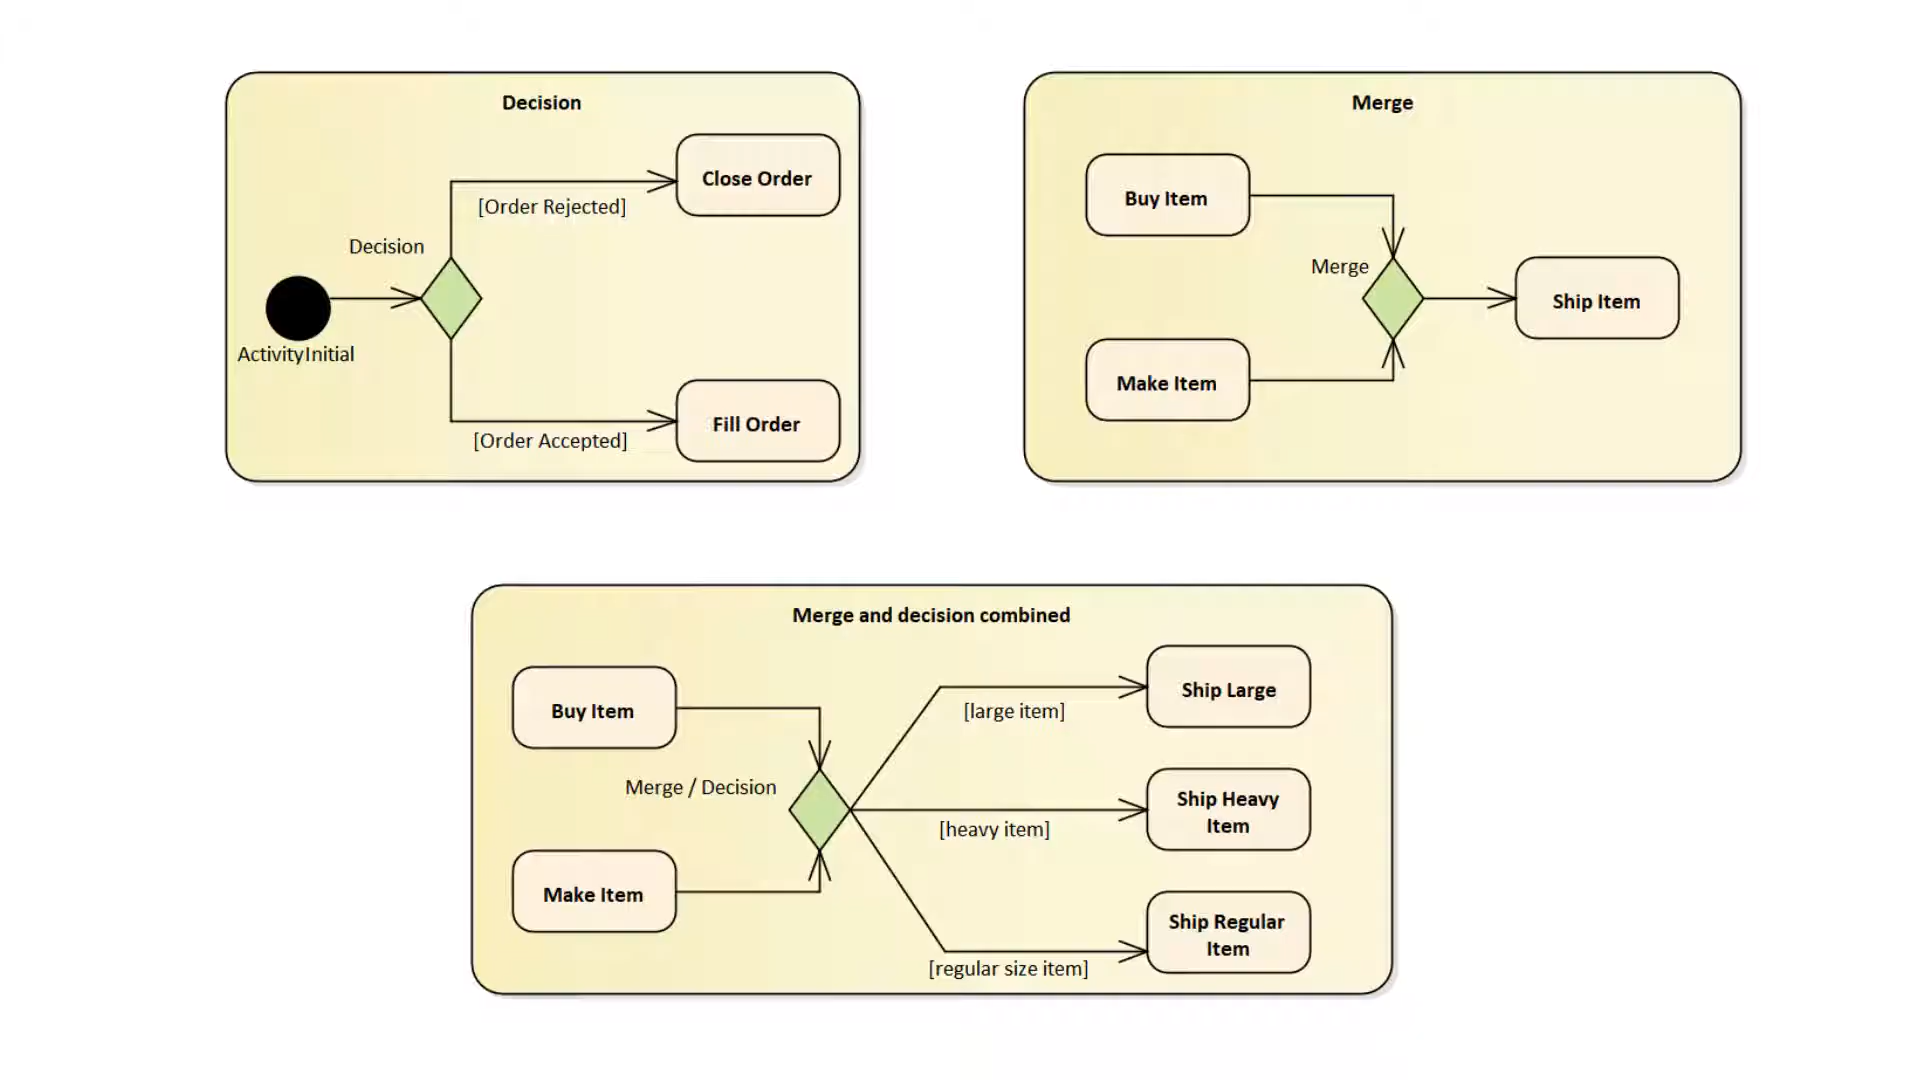 Decision
Close Order
[Order Rejected]
Decision
ActivityInitial
Fill Order
[Order Accepted]
Merge
Buy Item
Merge
Ship Item
Make Item
Merge and decision combined
Buy Item
Ship Large
[large item]
Merge / Decision
Ship Heavy
Item
[heavy item]
Make Item
Ship Regular
Item
[regular size item]